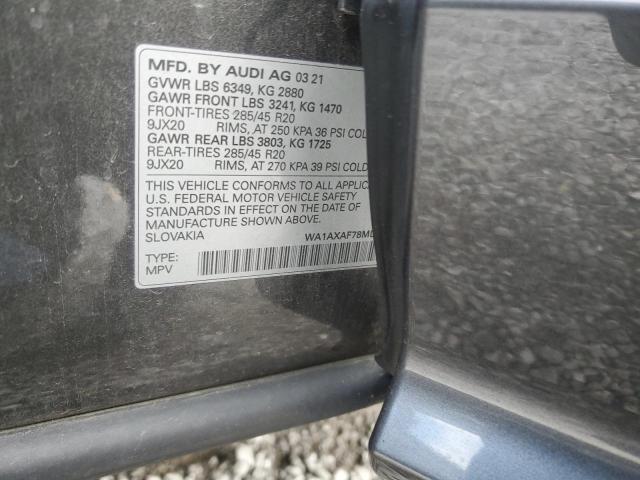 MFD. BY AUDI AG 03 21
GVWR LBS 6349, KG 2880
GAWR FRONT LBS 3241, KG 1470
FRONT-TIRES 285/45 R20
9JX20 RIMS, AT 250 KPA 36 PSI COLD
GAWR REAR LBS 3803, KG 1725
REAR-TIRES 285/45 R20
9JX20 RIMS, AT 270 KPA 39 PSI COLD
THIS VEHICLE CONFORMS TO ALL APPLIC
U.S. FEDERAL MOTOR VEHICLE SAFETY
STANDARDS IN EFFECT ON THE DATE OF
MANUFACTURE SHOWN ABOVE.
SLOVAKIA WA1AXAF78M
TYPE:
MPV